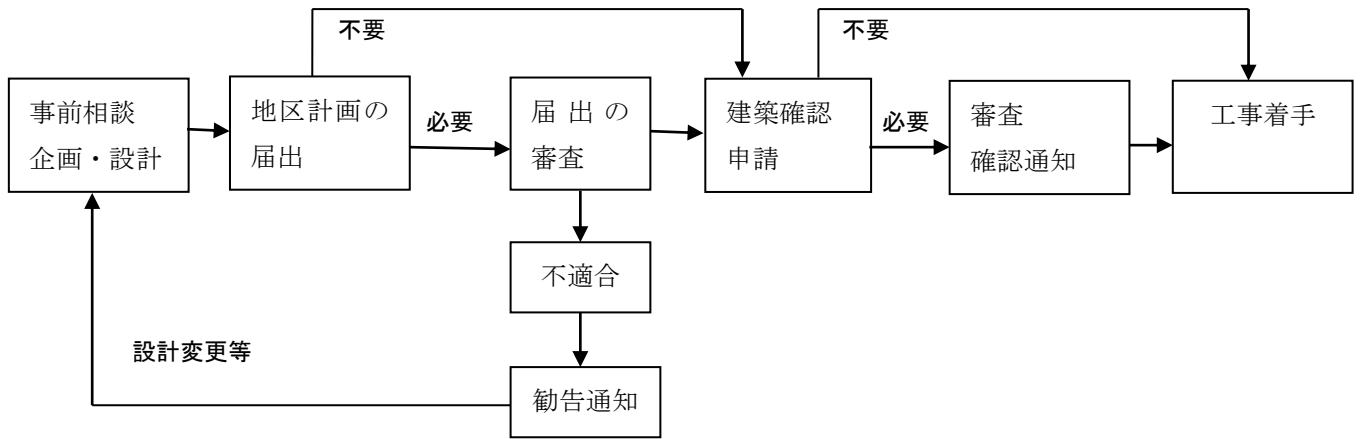 不要
不要
事前相談
企画・設計
地区計画の
届出
必要
届出の
審査
建築確認
申請
必要
審査
確認通知
工事着手
不適合
設計変更等
勧告通知